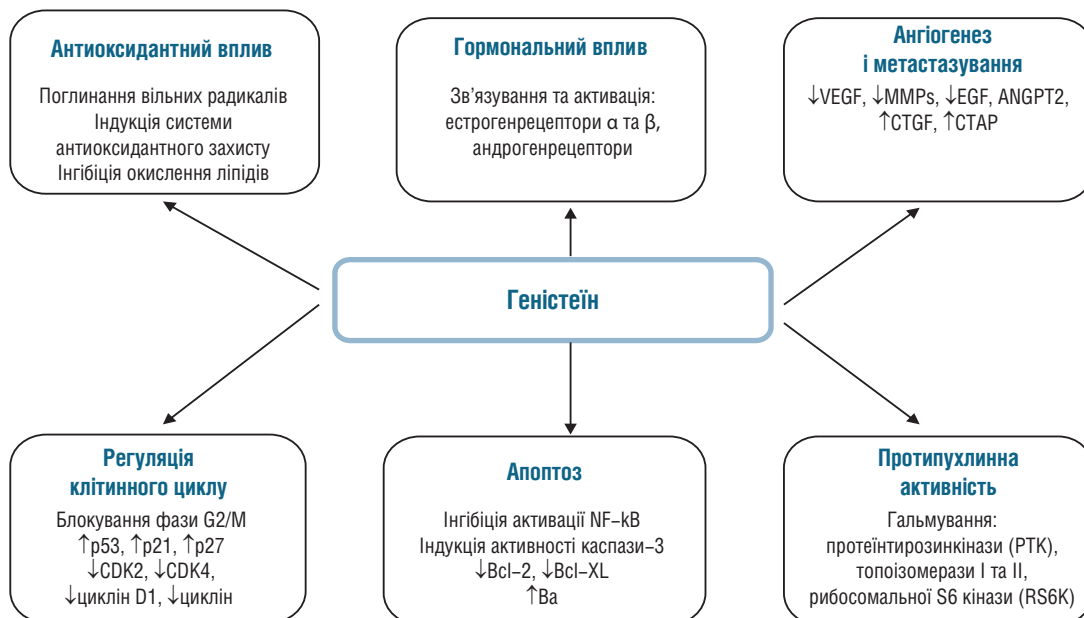 Антиоксидантний вплив
Поглинання вільних радикалів
Індукція системи
антиоксидантного захисту
Інгібіція окислення ліпідів
Гормональний вплив
Зв’язування та активація:
естрогенрецептори α та β,
андрогенрецептори
Ангіогенез
і метастазування
↓VEGF, ↓MMPs, ↓EGF, ANGPT2,
↑CTGF, ↑CTAP
Геністеїн
Регуляція
клітинного циклу
Блокування фази G2/M
↑p53, ↑p21, ↑p27
↓CDK2, ↓CDK4,
↓циклін D1, ↓циклін
Апоптоз
Інгібіція активації NF–kB
Індукція активності каспази–3
↓Bcl–2, ↓Bcl–XL
↑Ba
Протипухлинна
активність
Гальмування:
протеїнтирозинкінази (PTK),
топоізомерази I та II,
рибосомальної S6 кінази (RS6K)